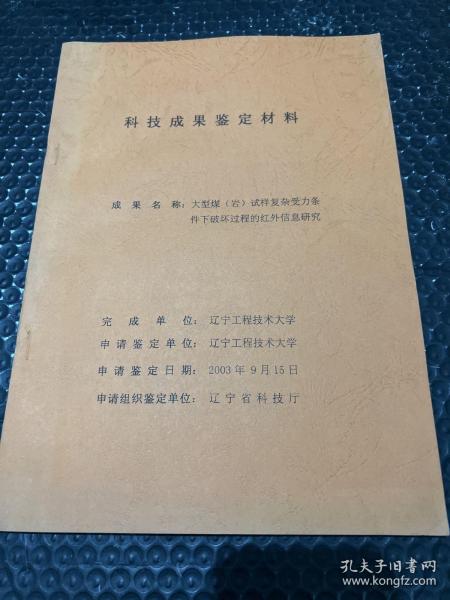 科技成果鉴定材料
成果名称：大型煤（岩）试样复杂受力条
件下破坏过程的红外信息研究
完成单位：辽宁工程技术大学
申请鉴定单位：辽宁工程技术大学
申请鉴定日期：2003年9月15日
申请组织鉴定单位：辽宁省科技厅
孔夫子旧书网
www.kongfz.com